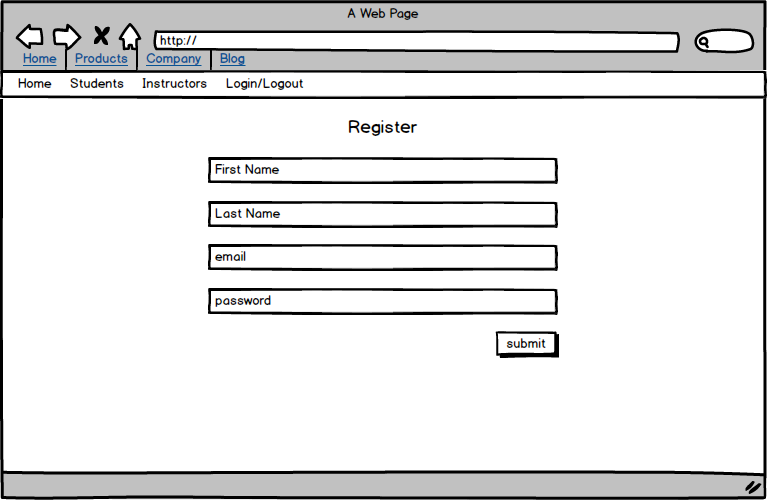 A Web Page
http://
Home Products Company Blog
Home Students Instructors Login/Logout
Register
First Name
Last Name
email
password
submit